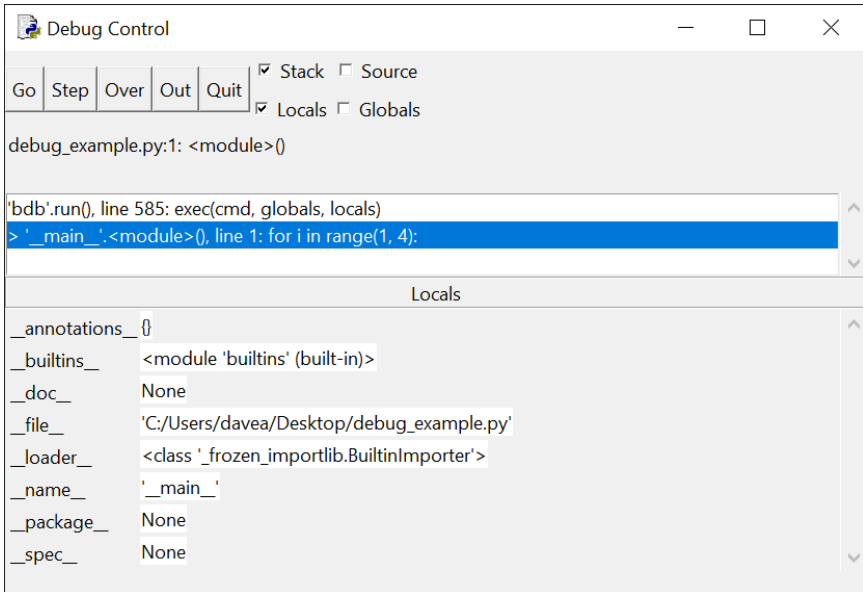 Debug Control
Go Step Over Out Quit
Stack Source
Locals Globals
debug_example.py:1: <module>()
'bdb'.run(), line 585: exec(cmd, globals, locals)
> '__main__'.<module>(), line 1: for i in range(1, 4):
Locals
__annotations__ {}
__builtins__ <module 'builtins' (built-in)>
__doc__ None
__file__ 'C:/Users/davea/Desktop/debug_example.py'
__loader__ <class '_frozen_importlib.BuiltinImporter'>
__name__ '__main__'
__package__ None
__spec__ None